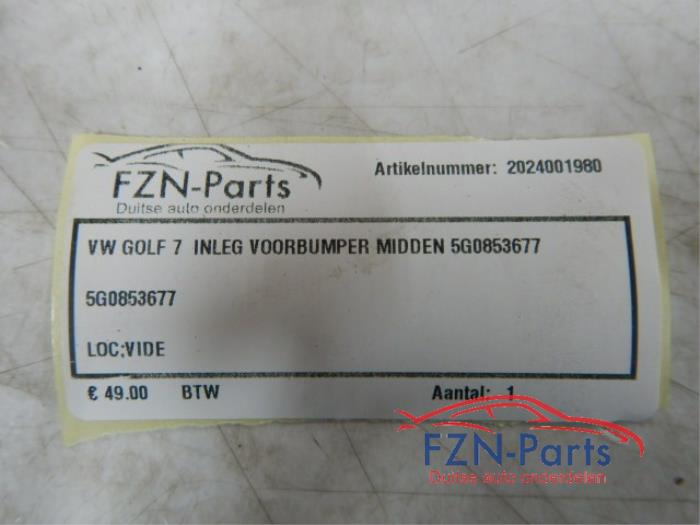 FZN-Parts
Duitse auto onderdelen
Artikelnummer: 2024001980
VW GOLF 7 INLEG VOORBUMPER MIDDEN 5G0853677
5G0853677
LOC;VIDE
€ 49.00 BTW Aantal: 1
FZN-Parts
Duitse auto onderdelen